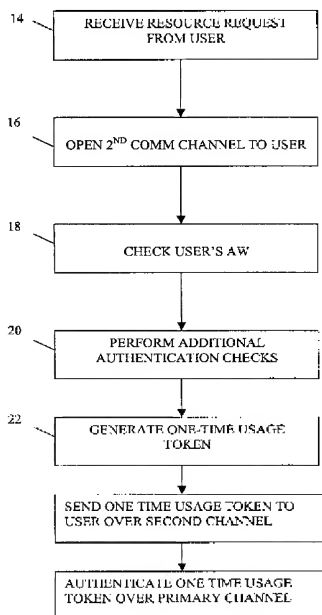 14
RECEIVE RESOURCE REQUEST
FROM USER
16
OPEN 2ND COMM CHANNEL TO USER
18
CHECK USER'S AW
20
PERFORM ADDITIONAL
AUTHENTICATION CHECKS
22
GENERATE ONE-TIME USAGE
TOKEN
SEND ONE TIME USAGE TOKEN TO
USER OVER SECOND CHANNEL
AUTHENTICATE ONE TIME USAGE
TOKEN OVER PRIMARY CHANNEL